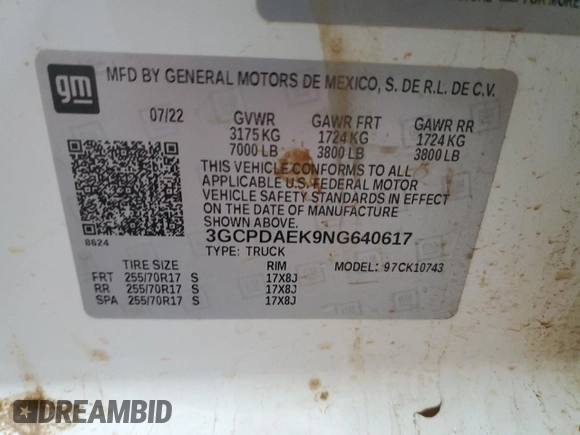 FOR MORE
gm
MFD BY GENERAL MOTORS DE MEXICO, S. DE R.L. DE C.V.
07/22 GVWR GAWR FRT GAWR RR
3175 KG 1724 KG 1724 KG
7000 LB 3800 LB 3800 LB
THIS VEHICLE CONFORMS TO ALL
APPLICABLE U.S. FEDERAL MOTOR
VEHICLE SAFETY STANDARDS IN EFFECT
ON THE DATE OF MANUFACTURE
SHOWN ABOVE.
8624
3GCPDAEK9NG640617
TYPE: TRUCK
TIRE SIZE RIM MODEL: 97CK10743
FRT 255/70R17 S 17X8J
RR 255/70R17 S 17X8J
SPA 255/70R17 S 17X8J
DREAMBID